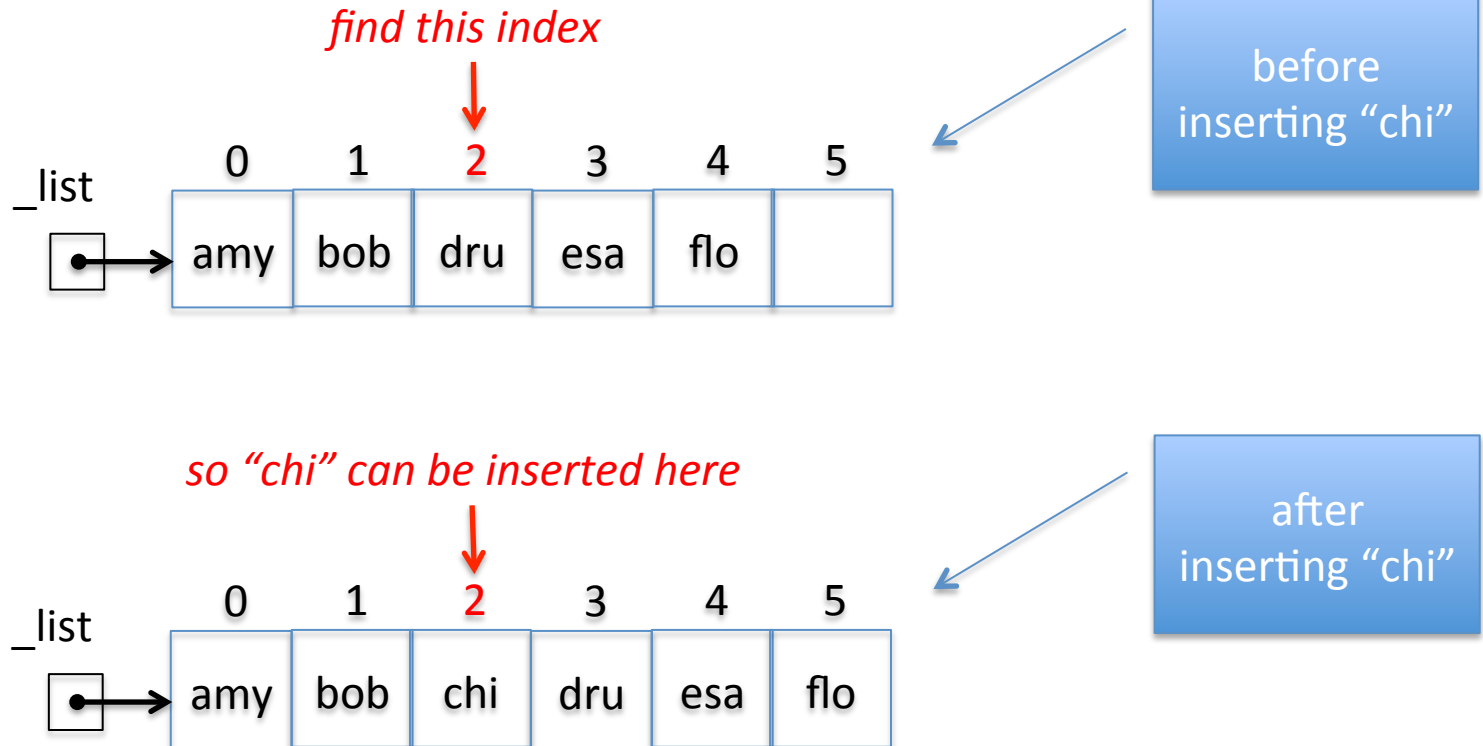 find this index
before
inserting “chi”
0 1 2 3 4 5
_list
amy bob dru esa flo
so “chi” can be inserted here
after
inserting “chi”
0 1 2 3 4 5
_list
amy bob chi dru esa flo